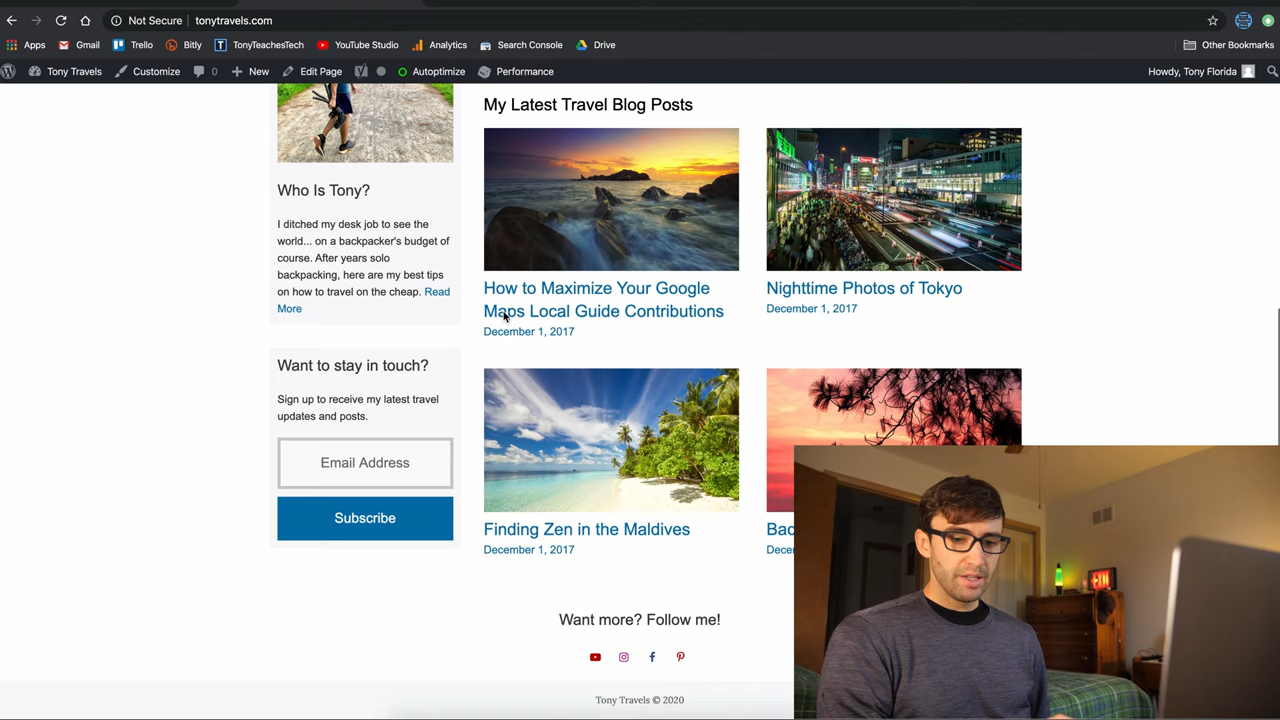 Not Secure
tonytravels.com
Apps
Gmail
Trello
Bitly
TonyTeachesTech
YouTube Studio
Analytics
Search Console
Drive
Other Bookmarks
Tony Travels
Customize
0
New
Edit Page
Autoptimize
Performance
Howdy, Tony Florida
Who Is Tony?
I ditched my desk job to see the
world... on a backpacker's budget of
course. After years solo
backpacking, here are my best tips
on how to travel on the cheap. Read
More
Want to stay in touch?
Sign up to receive my latest travel
updates and posts.
Email Address
Subscribe
My Latest Travel Blog Posts
How to Maximize Your Google
Maps Local Guide Contributions
December 1, 2017
Nighttime Photos of Tokyo
December 1, 2017
Finding Zen in the Maldives
December 1, 2017
Want more? Follow me!
Tony Travels © 2020